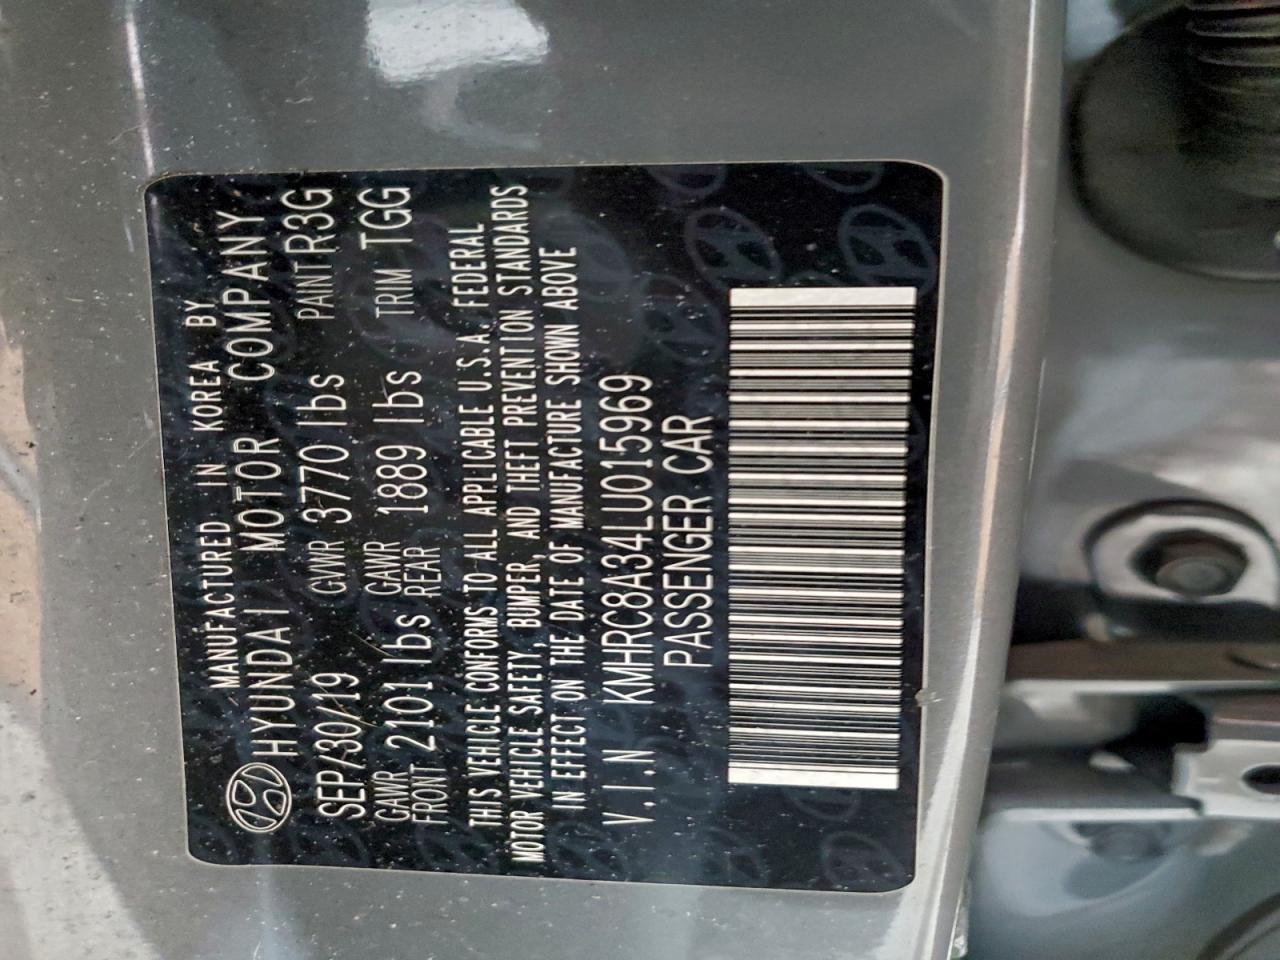 MANUFACTURED IN KOREA BY
HYUNDAI MOTOR COMPANY
SEP/30/19 GVWR 3770 lbs PAINT R3G
GAWR FRONT 2101 lbs GAWR REAR 1889 lbs TRIM TGG
THIS VEHICLE CONFORMS TO ALL APPLICABLE U.S.A. FEDERAL
MOTOR VEHICLE SAFETY, BUMPER, AND THEFT PREVENTION STANDARDS
IN EFFECT ON THE DATE OF MANUFACTURE SHOWN ABOVE
V.I.N KMHRC8A34LU015969
PASSENGER CAR